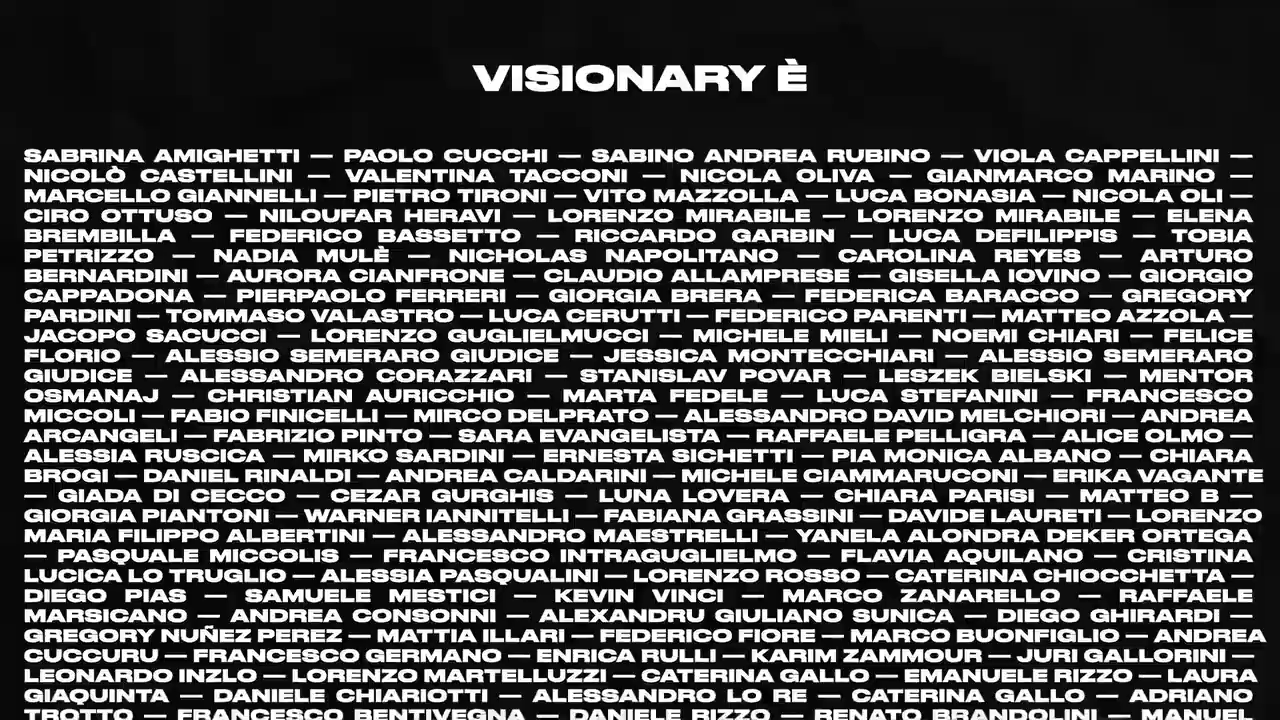 VISIONARY È
SABRINA AMIGHETTI — PAOLO CUCCHI — SABINO ANDREA RUBINO — VIOLA CAPPELLINI —
NICOLÒ CASTELLINI — VALENTINA TACCONI — NICOLA OLIVA — GIANMARCO MARINO —
MARCELLO GIANNELLI — PIETRO TIRONI — VITO MAZZOLLA — LUCA BONASIA — NICOLA OLI —
CIRO OTTUSO — NILOUFAR HERAVI — LORENZO MIRABILE — LORENZO MIRABILE — ELENA
BREMBILLA — FEDERICO BASSETTO — RICCARDO GARBIN — LUCA DEFILIPPIS — TOBIA
PETRIZZO — NADIA MULÈ — NICHOLAS NAPOLITANO — CAROLINA REYES — ARTURO
BERNARDINI — AURORA CIANFRONE — CLAUDIO ALLAMPRESE — GISELLA IOVINO — GIORGIO
CAPPADONA — PIERPAOLO FERRERI — GIORGIA BRERA — FEDERICA BARACCO — GREGORY
PARDINI — TOMMASO VALASTRO — LUCA CERUTTI — FEDERICO PARENTI — MATTEO AZZOLA —
JACOPO SACUCCI — LORENZO GUGLIELMUCCI — MICHELE MIELI — NOEMI CHIARI — FELICE
FLORIO — ALESSIO SEMERARO GIUDICE — JESSICA MONTECCHIARI — ALESSIO SEMERARO
GIUDICE — ALESSANDRO CORAZZARI — STANISLAV POVAR — LESZEK BIELSKI — MENTOR
OSMANAJ — CHRISTIAN AURICCHIO — MARTA FEDELE — LUCA STEFANINI — FRANCESCO
MICCOLI — FABIO FINICELLI — MIRCO DELPRATO — ALESSANDRO DAVID MELCHIORI — ANDREA
ARCANGELI — FABRIZIO PINTO — SARA EVANGELISTA — RAFFAELE PELLIGRA — ALICE OLMO —
ALESSIA RUSCICA — MIRKO SARDINI — ERNESTA SICHETTI — PIA MONICA ALBANO — CHIARA
BROGI — DANIEL RINALDI — ANDREA CALDARINI — MICHELE CIAMMARUCONI — ERIKA VAGANTE
— GIADA DI CECCO — CEZAR GURGHIS — LUNA LOVERA — CHIARA PARISI — MATTEO B —
GIORGIA PIANTONI — WARNER IANNITELLI — FABIANA GRASSINI — DAVIDE LAURETI — LORENZO
MARIA FILIPPO ALBERTINI — ALESSANDRO MAESTRELLI — YANELA ALONDRA DEKER ORTEGA
— PASQUALE MICCOLIS — FRANCESCO INTRAGUGLIELMO — FLAVIA AQUILANO — CRISTINA
LUCICA LO TRUGLIO — ALESSIA PASQUALINI — LORENZO ROSSO — CATERINA CHIOCCHETTA —
DIEGO PIAS — SAMUELE MESTICI — KEVIN VINCI — MARCO ZANARELLO — RAFFAELE
MARSICANO — ANDREA CONSONNI — ALEXANDRU GIULIANO SUNICA — DIEGO GHIRARDI —
GREGORY NUÑEZ PEREZ — MATTIA ILLARI — FEDERICO FIORE — MARCO BUONFIGLIO — ANDREA
CUCCURU — FRANCESCO GERMANO — ENRICA RULLI — KARIM ZAMMOUR — JURI GALLORINI —
LEONARDO INZLO — LORENZO MARTELLUZZI — CATERINA GALLO — EMANUELE RIZZO — LAURA
GIAQUINTA — DANIELE CHIARIOTTI — ALESSANDRO LO RE — CATERINA GALLO — ADRIANO
TROTTO — FRANCESCO BENTIVEGNA — DANIELE RIZZO — RENATO BRANDOLINI — MANUEL